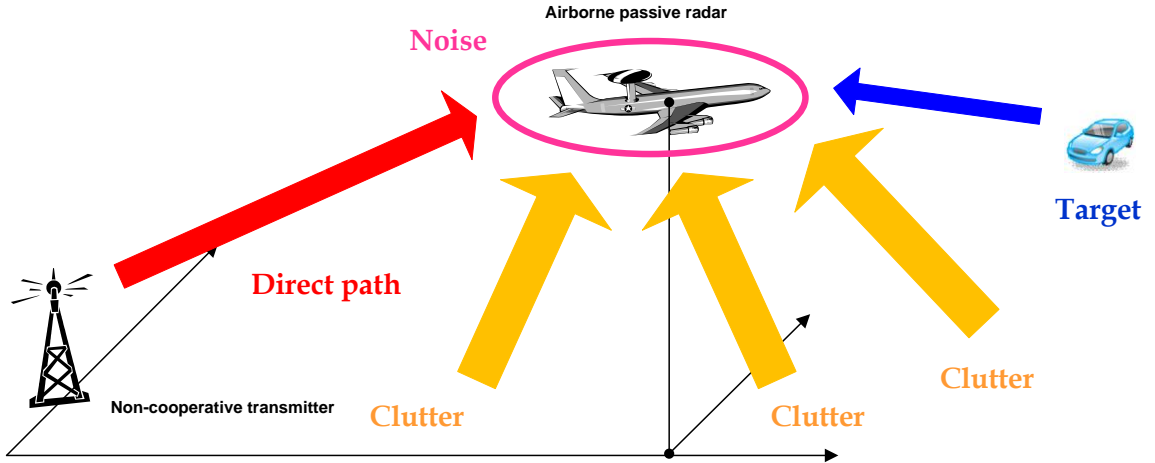 Airborne passive radar
Noise
Target
Direct path
Clutter
Non-cooperative transmitter
Clutter
Clutter